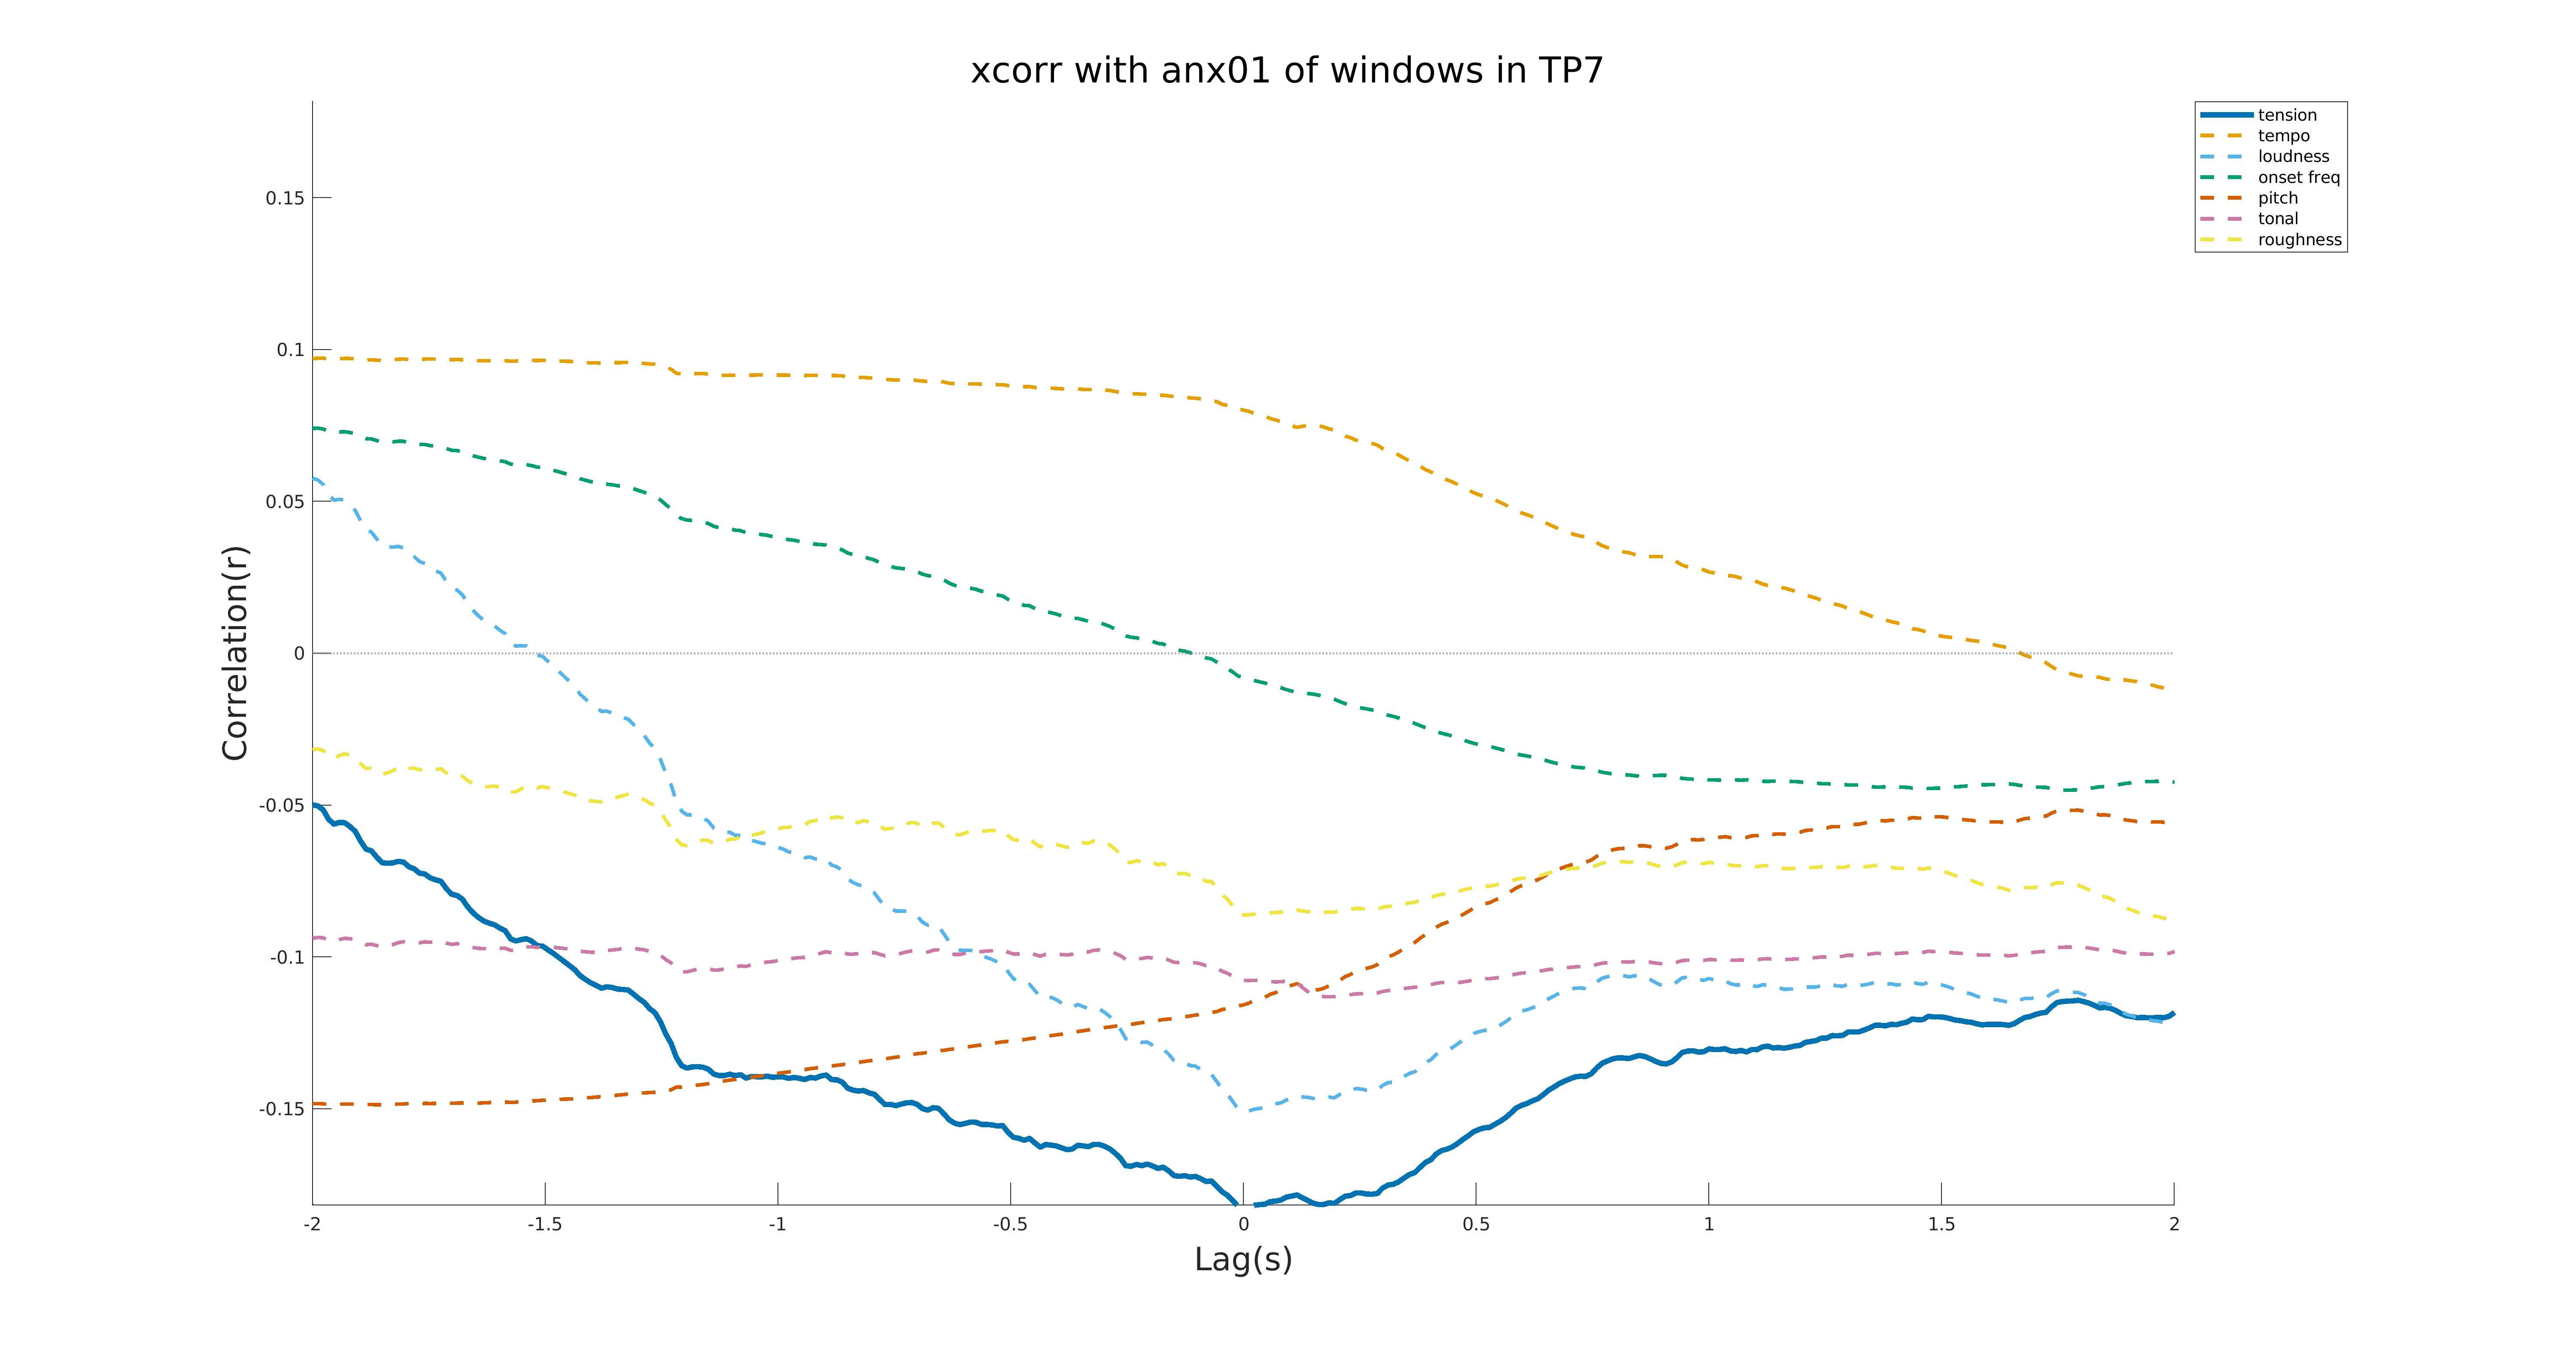 xcorr with anx01 of windows in TP7
tension
tempo
loudness
onset freq
pitch
tonal
roughness
Correlation(r)
0.15
0.1
0.05
0
-0.05
-0.1
-0.15
-2
-1.5
-1
-0.5
0
0.5
1
1.5
2
Lag(s)